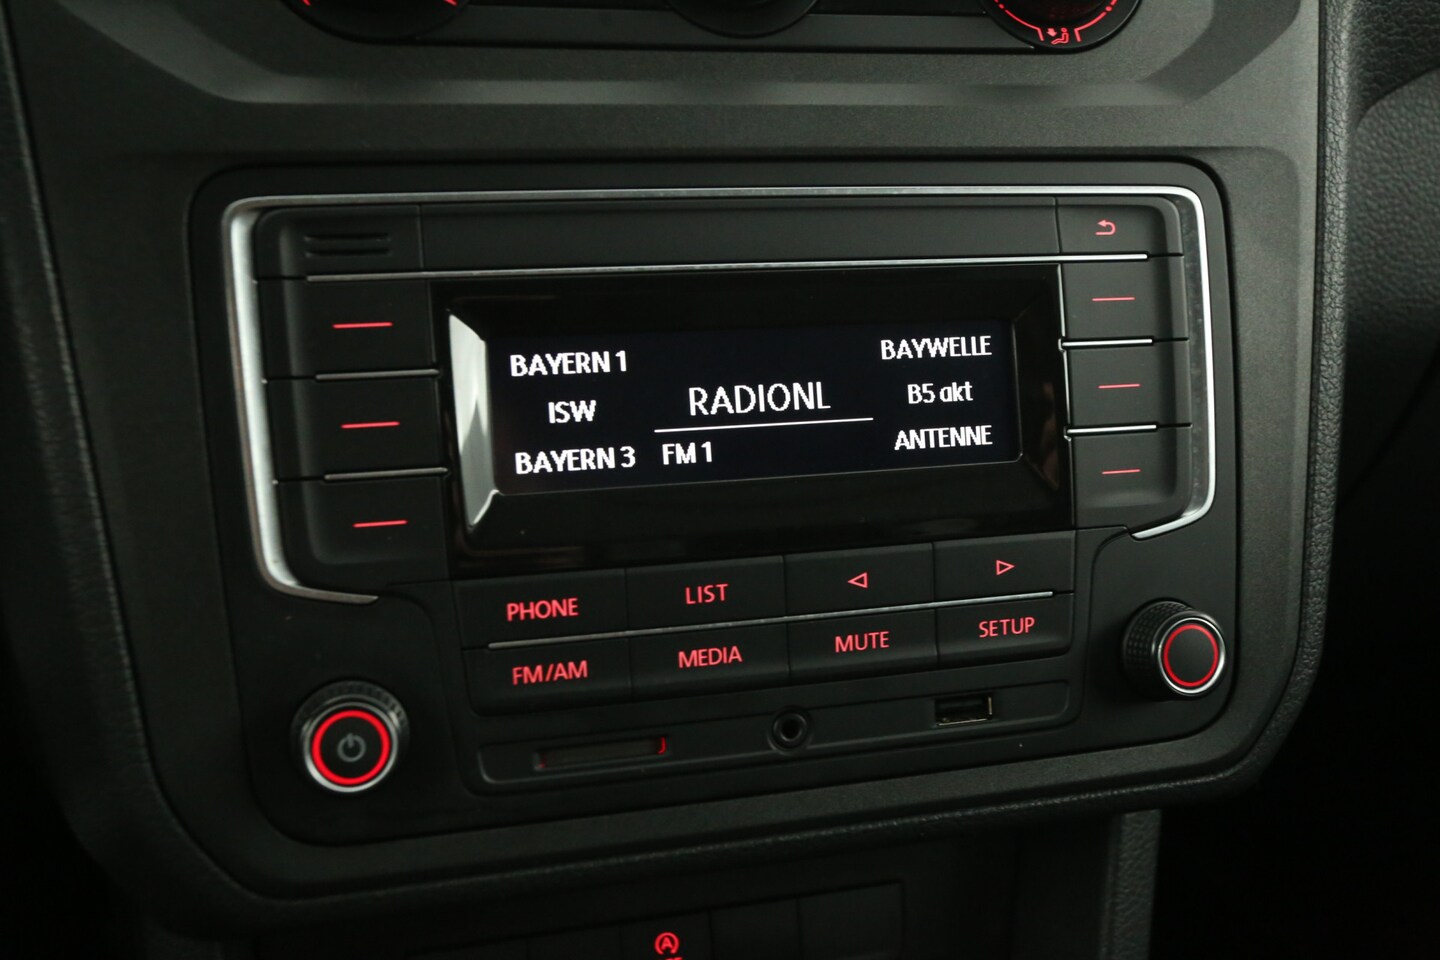 BAYERN 1
BAYWELLE
ISW
RADIONL
B5 akt
BAYERN 3
FM 1
ANTENNE
PHONE
LIST
FM/AM
MEDIA
MUTE
SETUP
A